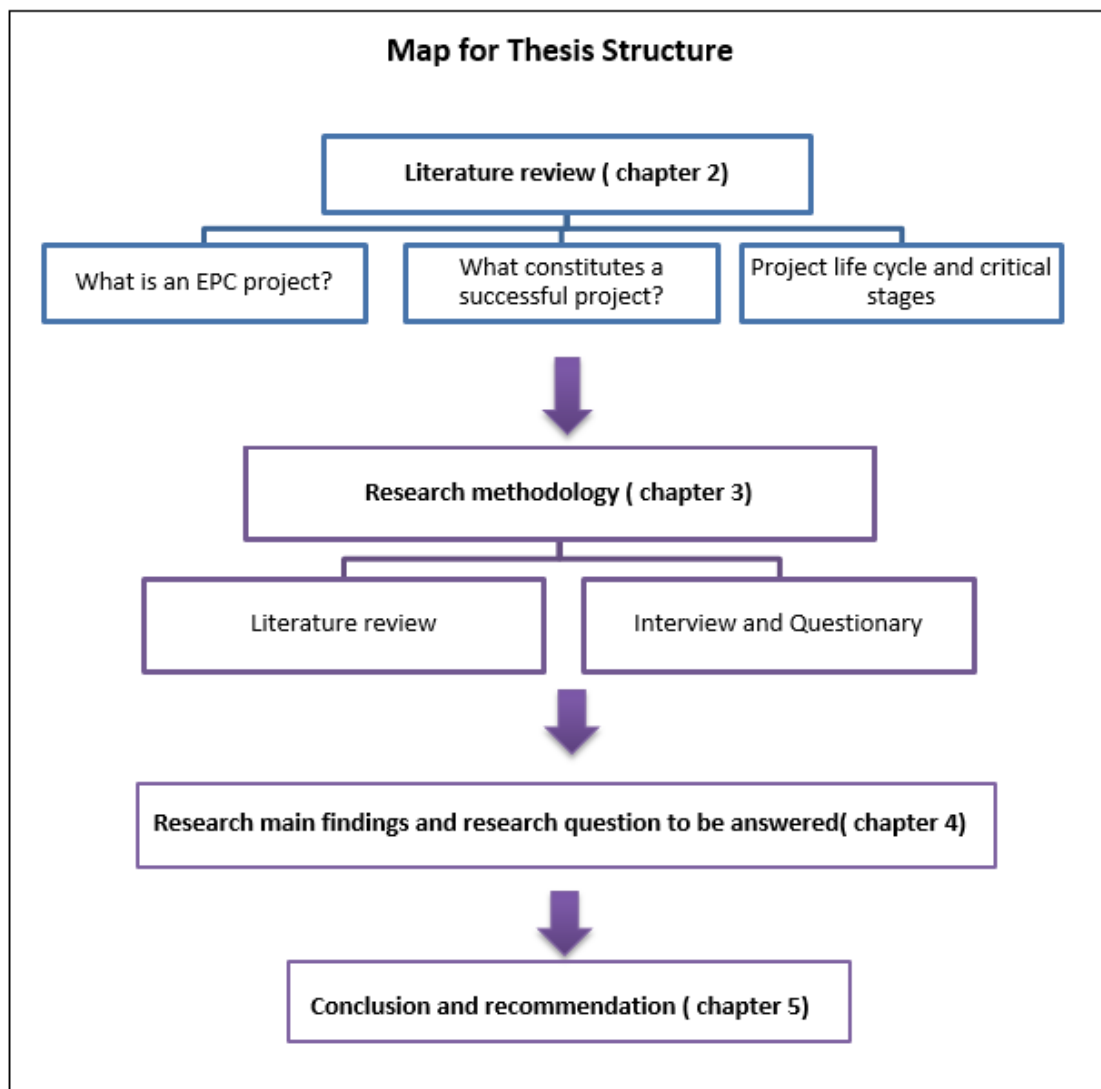 Map for Thesis Structure
Literature review ( chapter 2)
What is an EPC project?
What constitutes a
successful project?
Project life cycle and critical
stages
Research methodology ( chapter 3)
Literature review
Interview and Questionary
Research main findings and research question to be answered( chapter 4)
Conclusion and recommendation ( chapter 5)